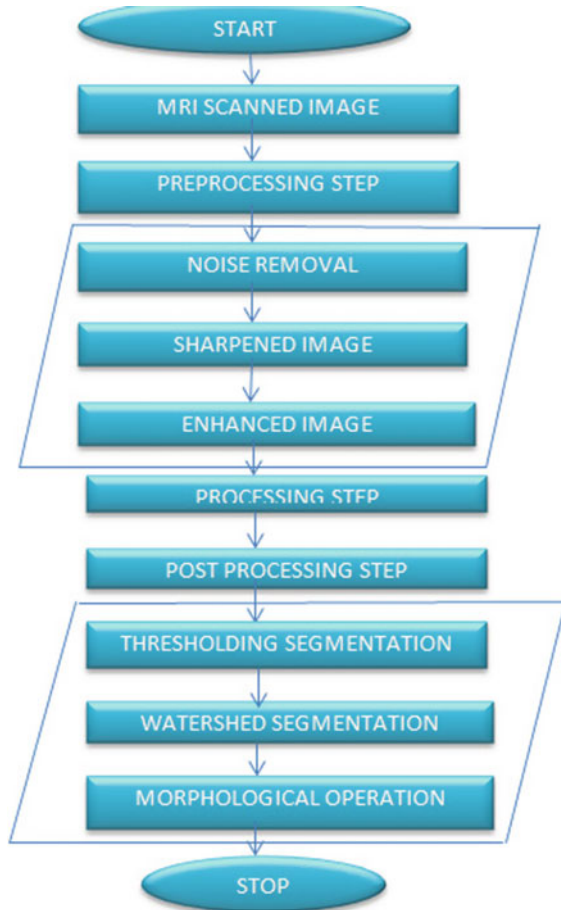 START
MRI SCANNED IMAGE
PREPROCESSING STEP
NOISE REMOVAL
SHARPENED IMAGE
ENHANCED IMAGE
PROCESSING STEP
POST PROCESSING STEP
THRESHOLDING SEGMENTATION
WATERSHED SEGMENTATION
MORPHOLOGICAL OPERATION
STOP